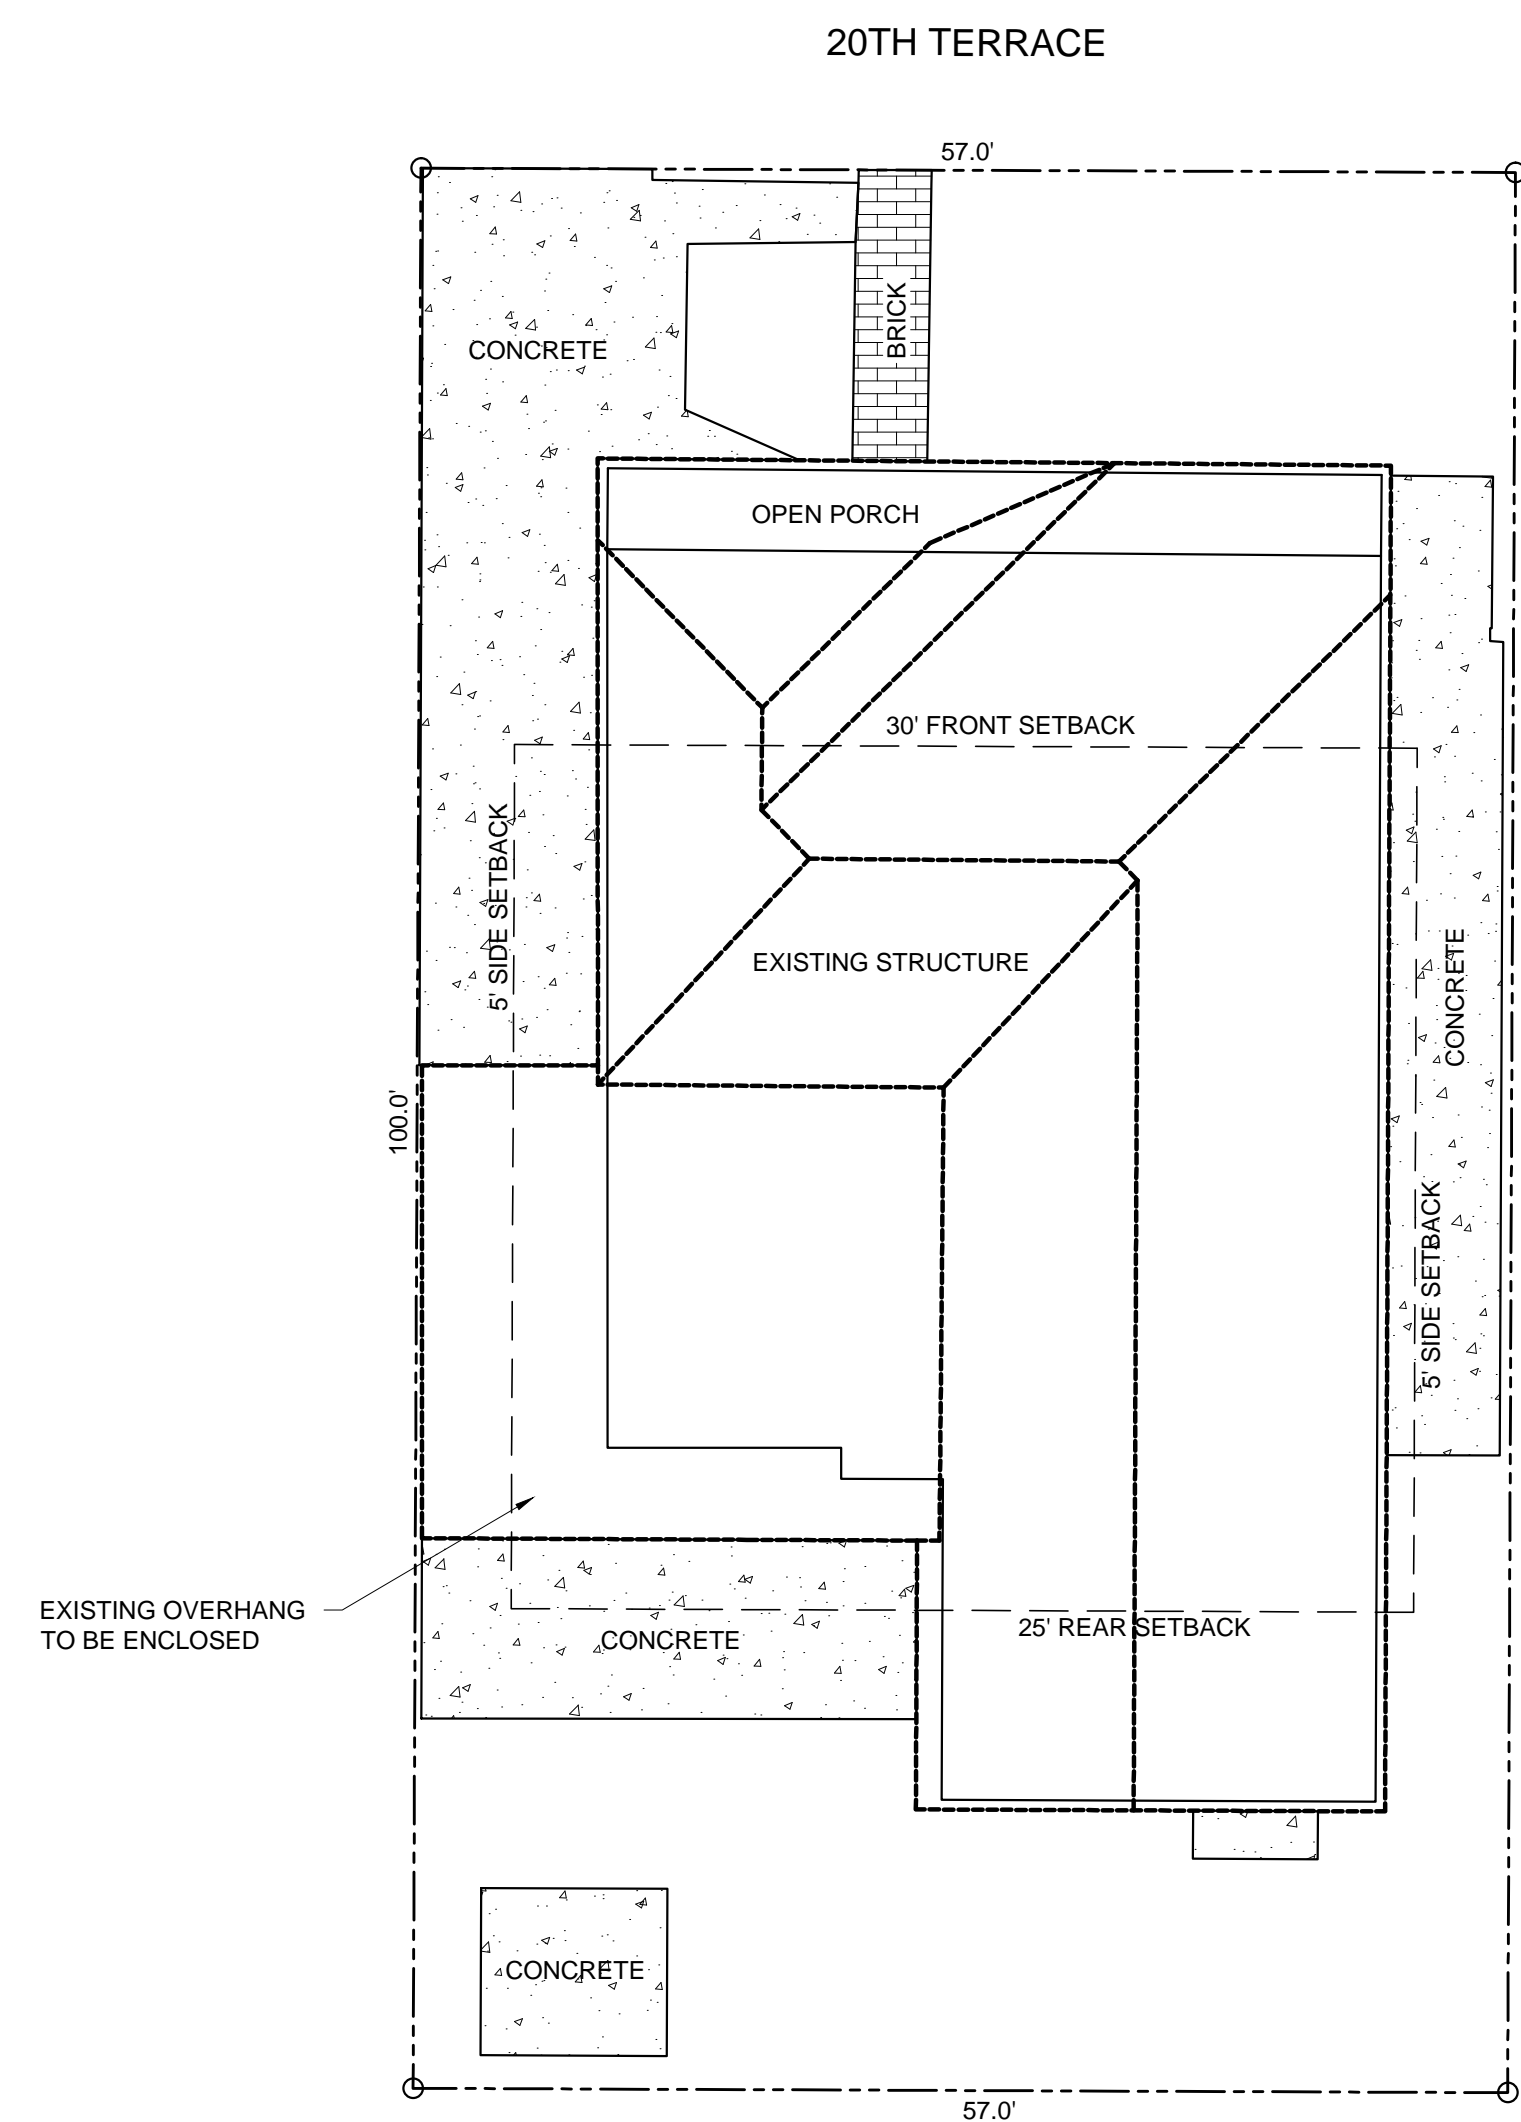 20TH TERRACE
57.0'
BRICK
CONCRETE
OPEN PORCH
30' FRONT SETBACK
5' SIDE SETBACK
EXISTING STRUCTURE
CONCRETE
100.0'
5' SIDE SETBACK
EXISTING OVERHANG
TO BE ENCLOSED
CONCRETE
25' REAR SETBACK
CONCRETE
57.0'